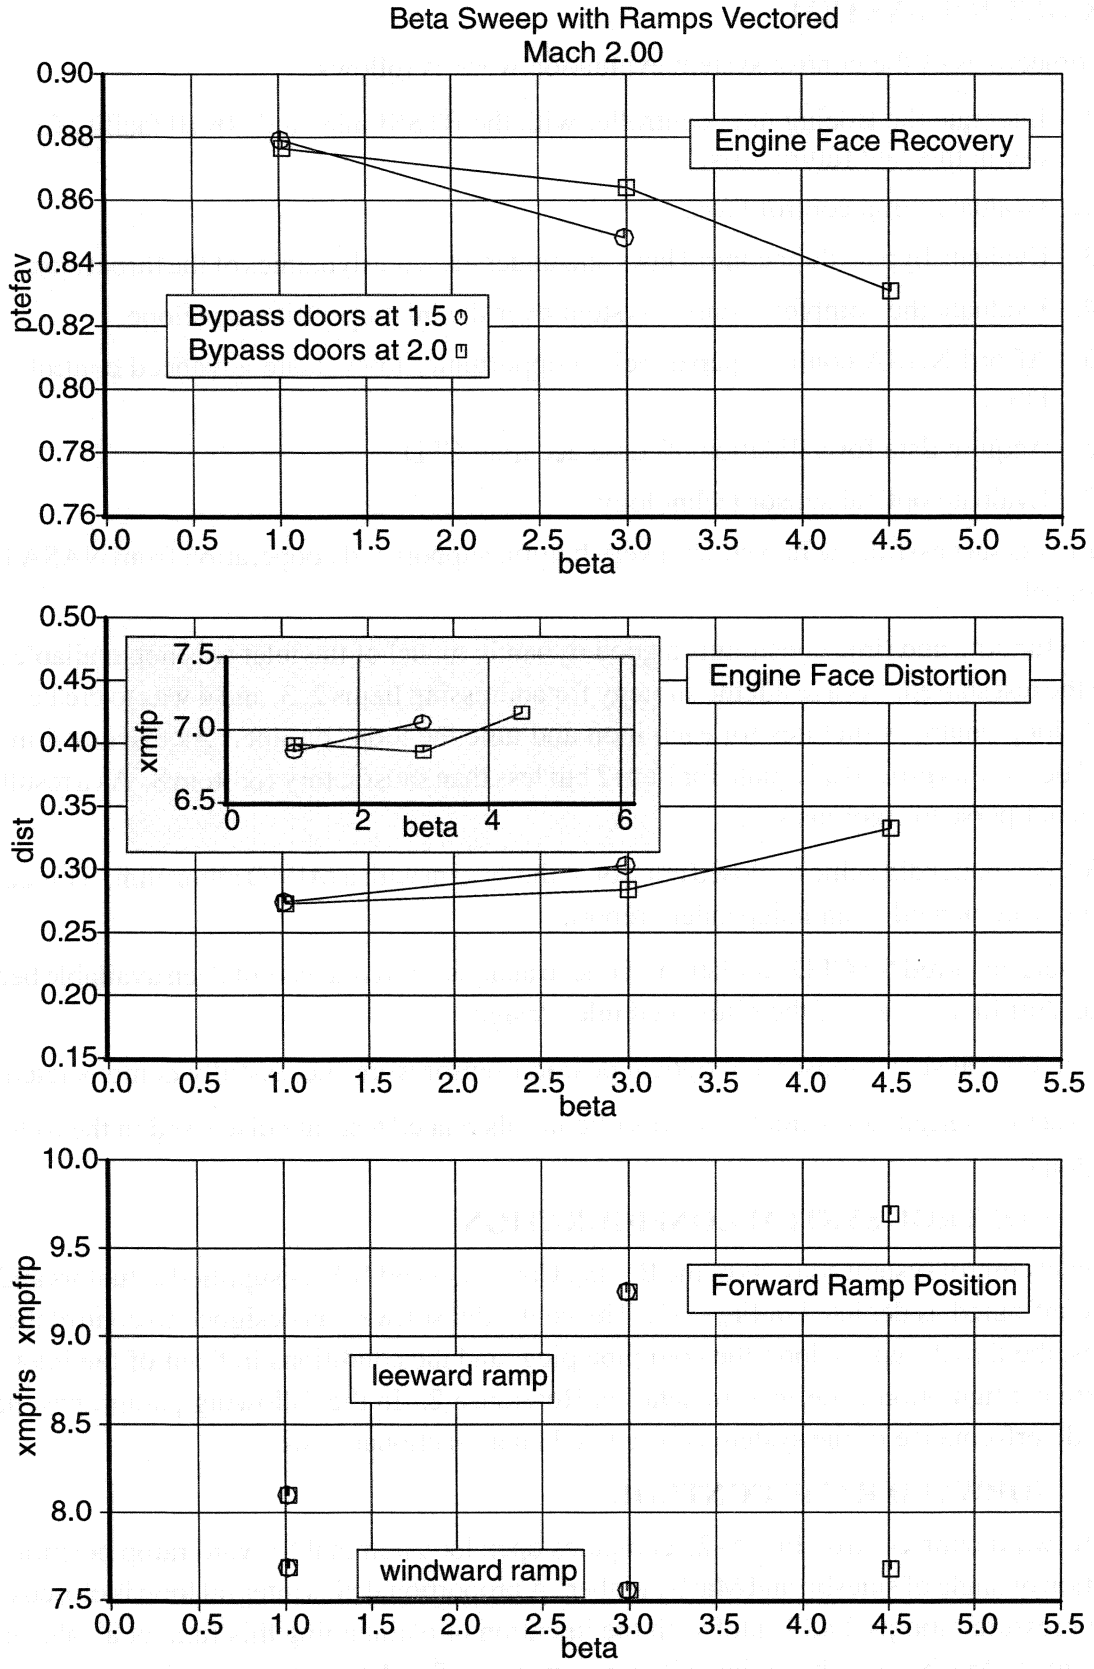 Beta Sweep with Ramps Vectored
Mach 2.00
0.90
0.88
0.86
0.84
0.82
0.80
0.78
0.76
ptefav
Engine Face Recovery
Bypass doors at 1.5
Bypass doors at 2.0
0.0 0.5 1.0 1.5 2.0 2.5 3.0 3.5 4.0 4.5 5.0 5.5
beta
0.50
0.45
0.40
0.35
0.30
0.25
0.20
0.15
dist
Engine Face Distortion
7.5
7.0
6.5
xmfp
0 2 4 6
beta
0.0 0.5 1.0 1.5 2.0 2.5 3.0 3.5 4.0 4.5 5.0 5.5
beta
10.0
9.5
9.0
8.5
8.0
7.5
xmpfrs xmpfrp
Forward Ramp Position
leeward ramp
windward ramp
0.0 0.5 1.0 1.5 2.0 2.5 3.0 3.5 4.0 4.5 5.0 5.5
beta